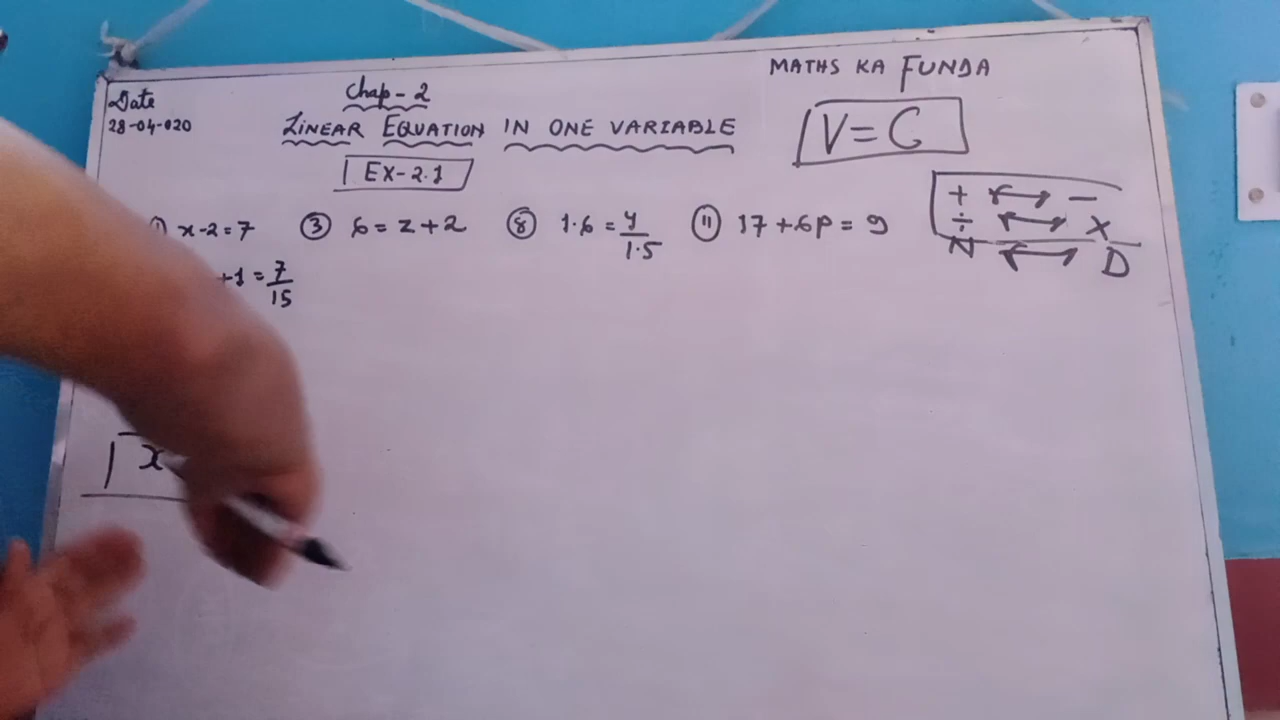 MATHS KA FUNDA
Date
28-04-020
Chap-2
LINEAR EQUATION IN ONE VARIABLE
V=C
EX-2.1
+ ↔ -
÷ ↔ ×
N ↔ D
x-2=7 ③ 6=z+2 ⑧ 1.6=y/1.5 ⑪ 17+6p=9
+1=7/15
x